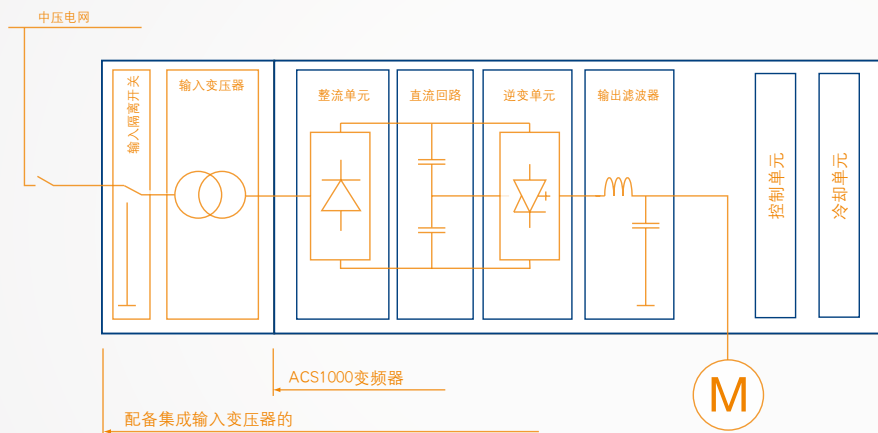 中压电网
输入隔离开关
输入变压器
整流单元
直流回路
逆变单元
输出滤波器
控制单元
冷却单元
M
ACS1000变频器
配备集成输入变压器的